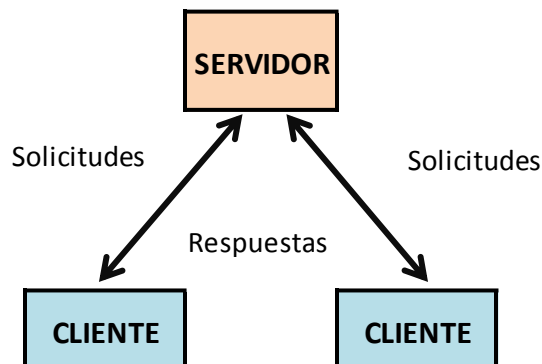 SERVIDOR
Solicitudes
Solicitudes
Respuestas
CLIENTE
CLIENTE